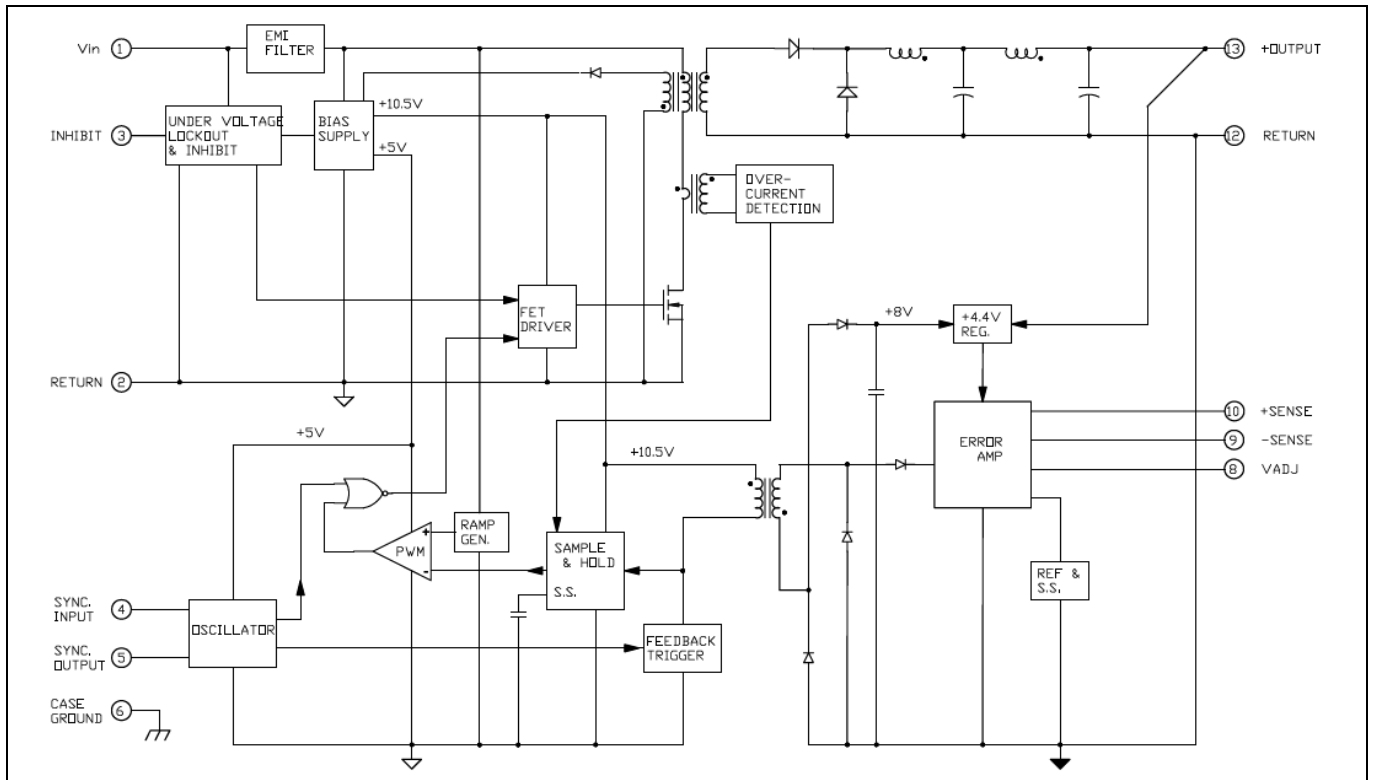 Vin 1
EMI
FILTER
13 +OUTPUT
INHIBIT 3
UNDER VOLTAGE
LOCKOUT
& INHIBIT
BIAS
SUPPLY
+10.5V
+5V
12 RETURN
OVER-
CURRENT
DETECTION
FET
DRIVER
+8V
+4.4V
REG.
RETURN 2
+5V
+10.5V
ERROR
AMP
10 +SENSE
9 -SENSE
8 VADJ
PWM
+
-
RAMP
GEN.
SAMPLE
& HOLD
S.S.
REF &
S.S.
SYNC.
INPUT
4
OSCILLATOR
SYNC.
OUTPUT
5
FEEDBACK
TRIGGER
CASE
GROUND
6